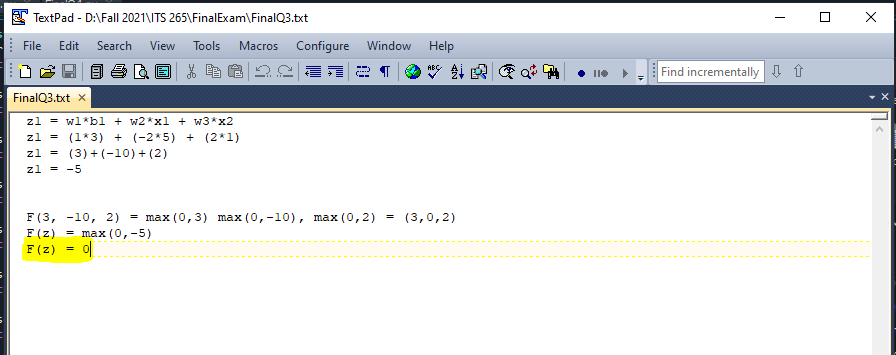 TextPad - D:\Fall 2021\ITS 265\FinalExam\FinalQ3.txt
File Edit Search View Tools Macros Configure Window Help
Find incrementally
FinalQ3.txt
z1 = w1*b1 + w2*x1 + w3*x2
z1 = (1*3) + (-2*5) + (2*1)
z1 = (3)+(-10)+(2)
z1 = -5
F(3, -10, 2) = max(0,3) max(0,-10), max(0,2) = (3,0,2)
F(z) = max(0,-5)
F(z) = 0